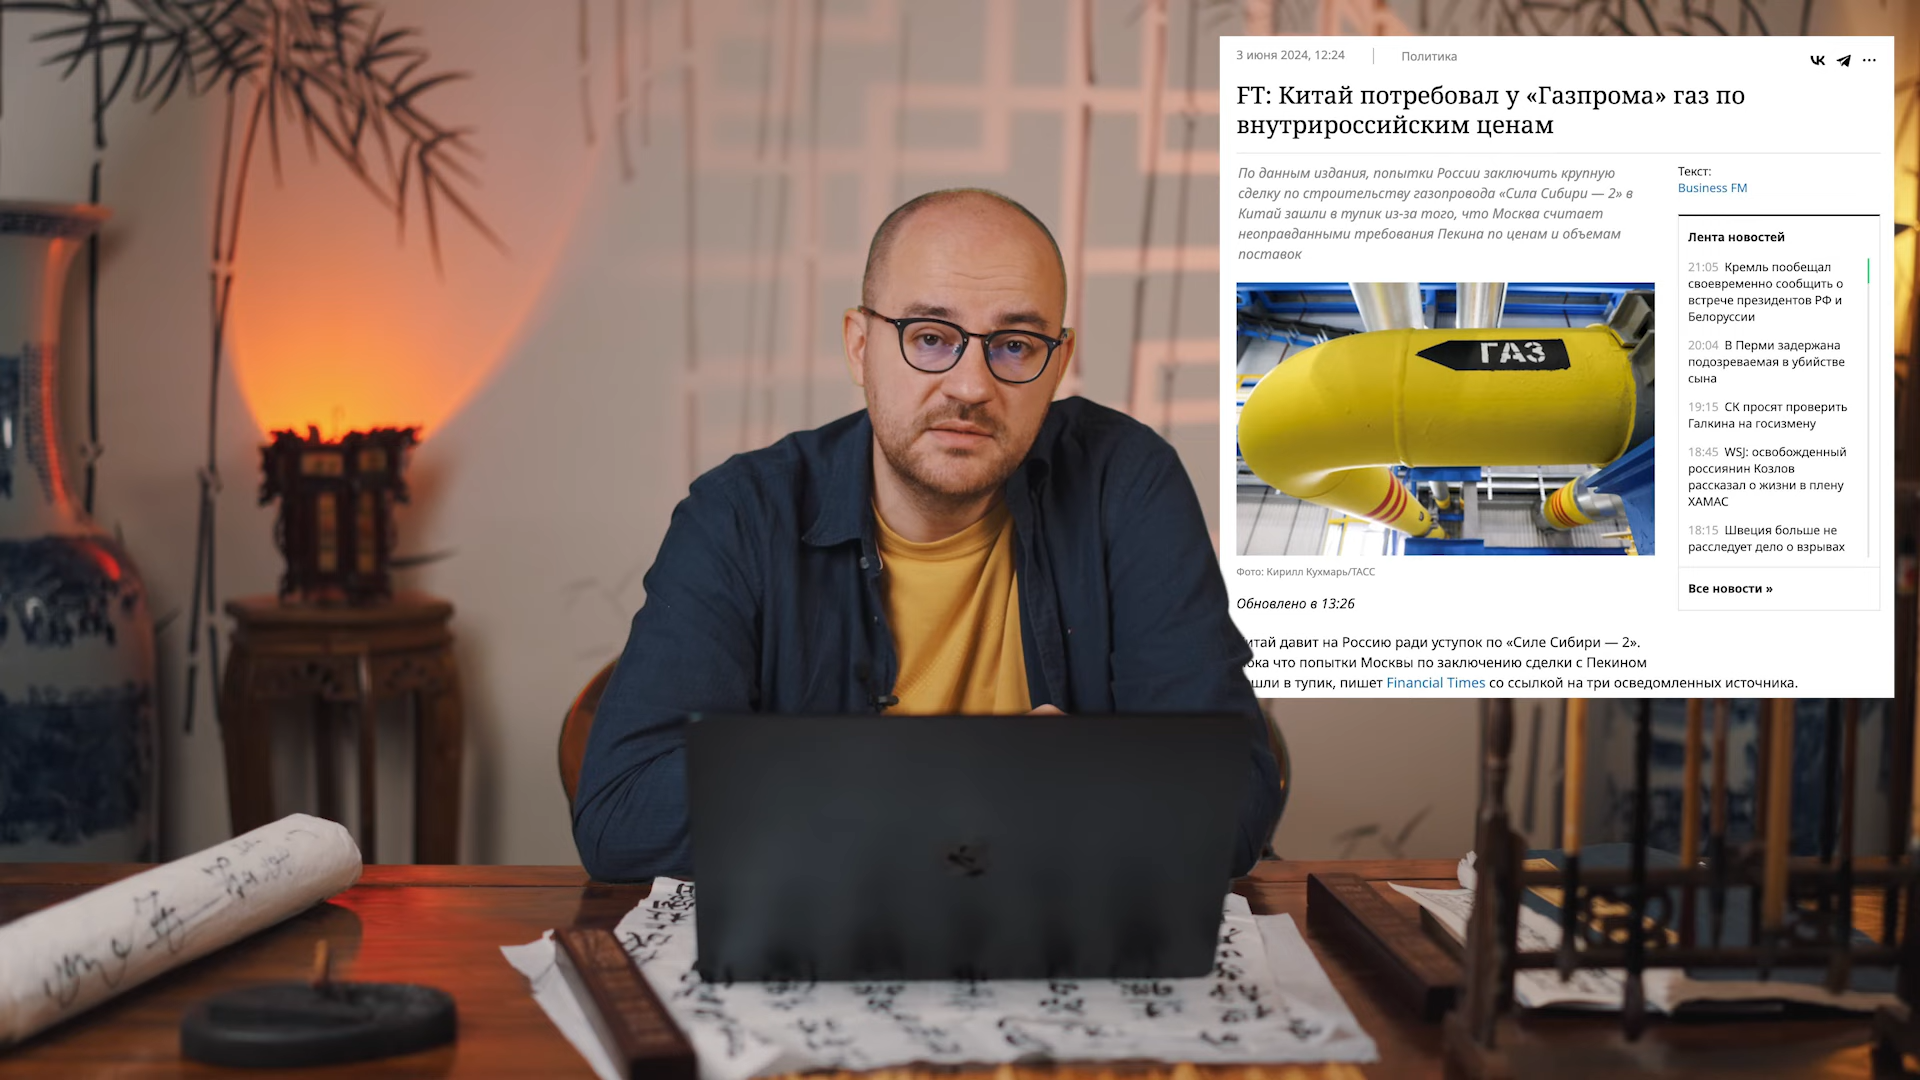 3 июня 2024, 12:24
Политика
FT: Китай потребовал у «Газпрома» газ по
внутрироссийским ценам
По данным издания, попытки России заключить крупную
сделку по строительству газопровода «Сила Сибири — 2» в
Китай зашли в тупик из-за того, что Москва считает
неоправданными требования Пекина по ценам и объемам
поставок
ГАЗ
Фото: Кирилл Кухмарь/ТАСС
Обновлено в 13:26
итай давит на Россию ради уступок по «Силе Сибири — 2».
ока что попытки Москвы по заключению сделки с Пекином
шли в тупик, пишет Financial Times со ссылкой на три осведомленных источника.
Текст:
Business FM
Лента новостей
21:05 Кремль пообещал
своевременно сообщить о
встрече президентов РФ и
Белоруссии
20:04 В Перми задержана
подозреваемая в убийстве
сына
19:15 СК просят проверить
Галкина на госизмену
18:45 WSJ: освобожденный
россиянин Козлов
рассказал о жизни в плену
ХАМАС
18:15 Швеция больше не
расследует дело о взрывах
Все новости »